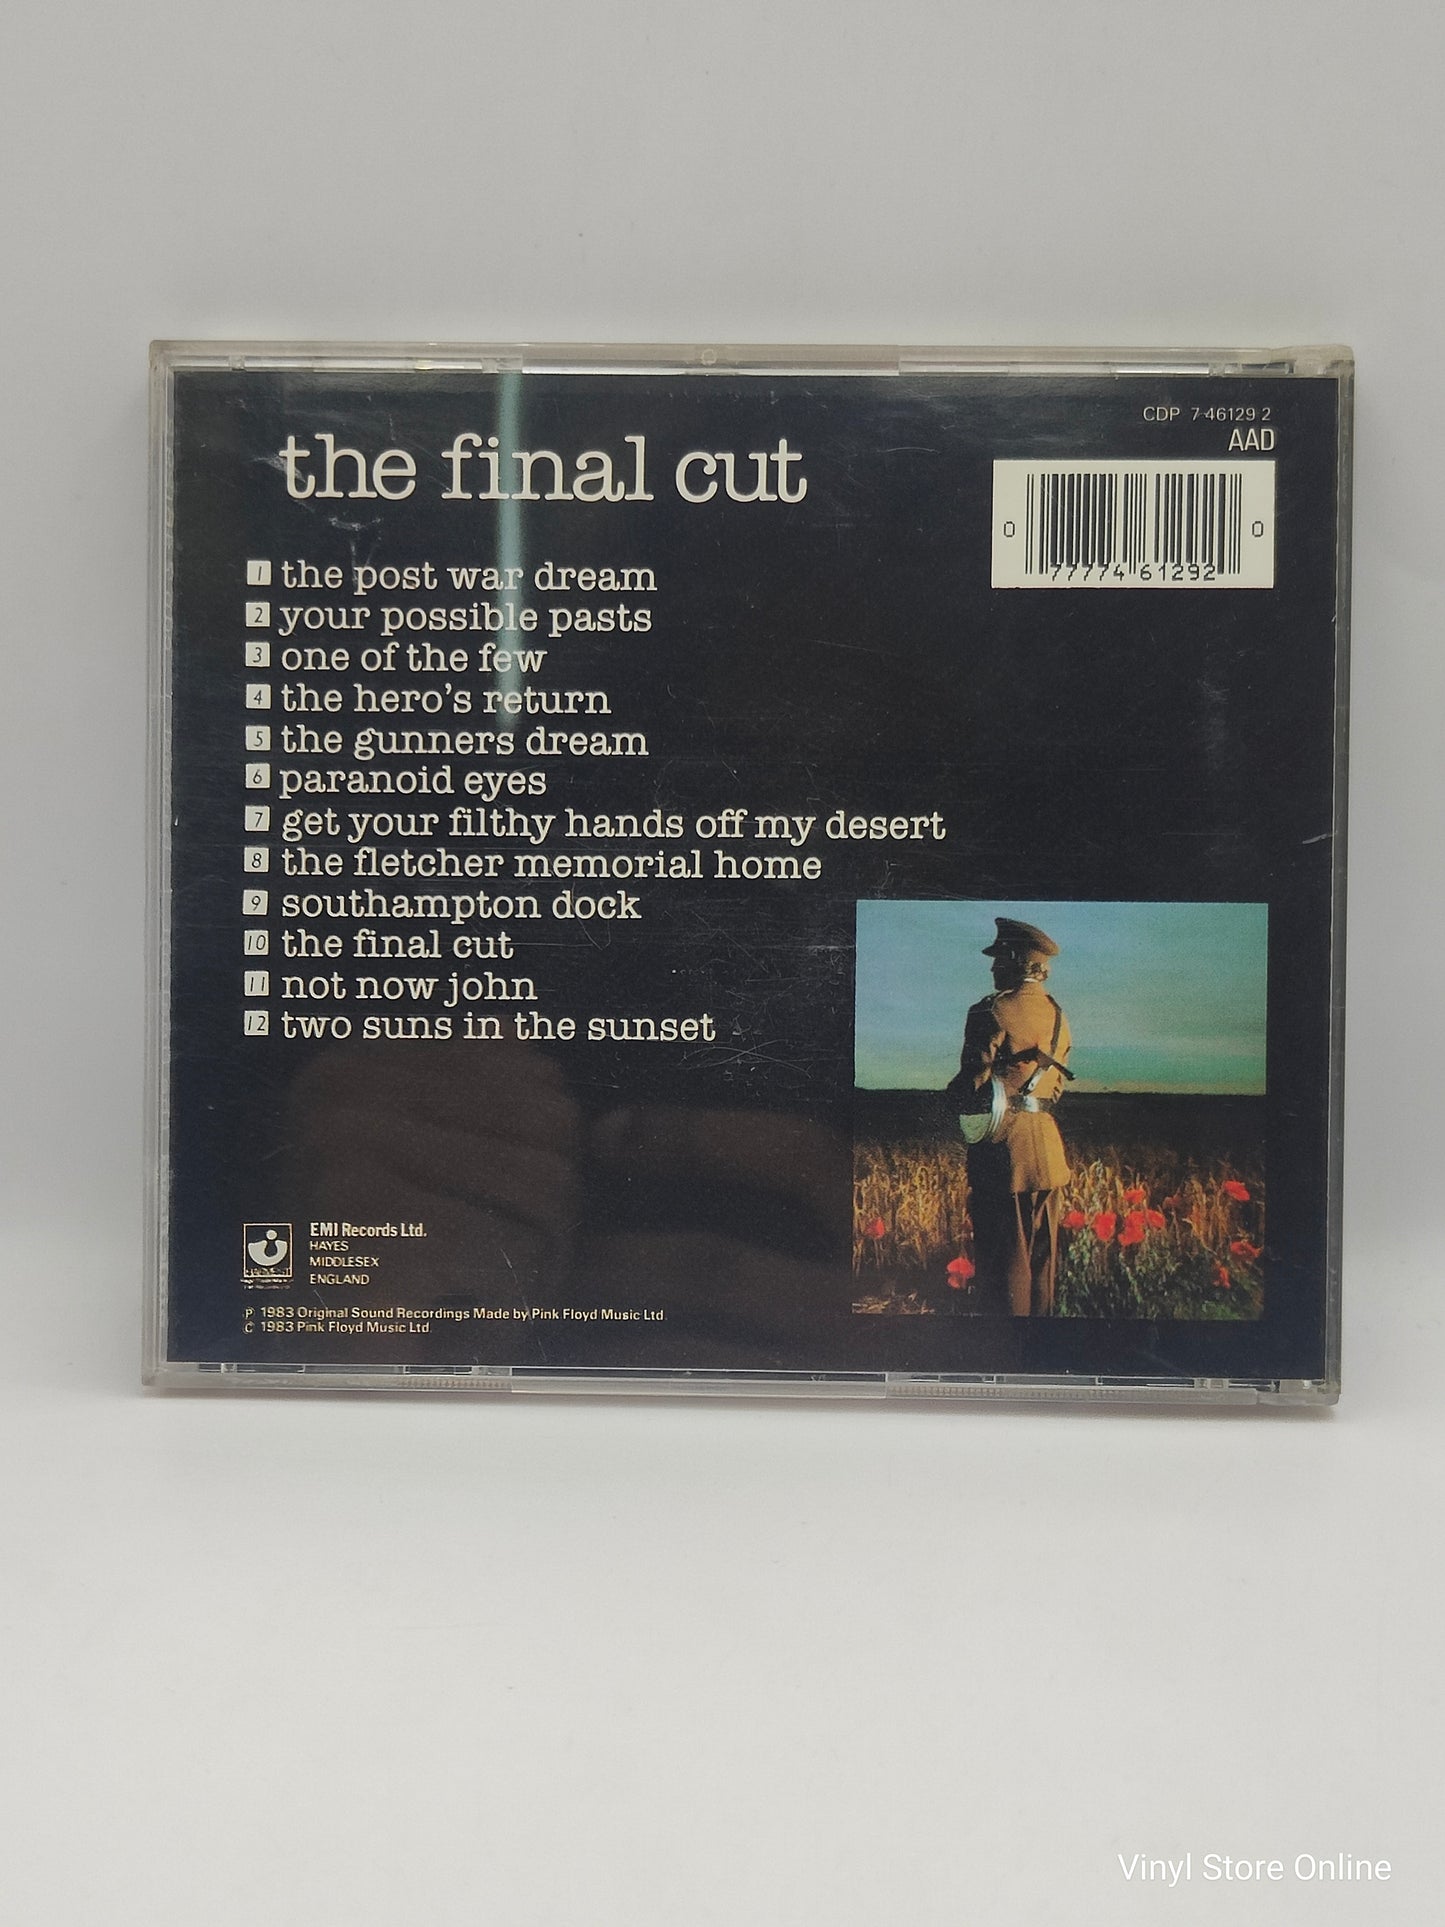 CDP 7 46129 2
AAD
the final cut
0 77774 61292 0
1 the post war dream
2 your possible pasts
3 one of the few
4 the hero's return
5 the gunners dream
6 paranoid eyes
7 get your filthy hands off my desert
8 the fletcher memorial home
9 southampton dock
10 the final cut
11 not now john
12 two suns in the sunset
EMI Records Ltd.
HAYES
MIDDLESEX
ENGLAND
HARVEST
℗ 1983 Original Sound Recordings Made by Pink Floyd Music Ltd.
© 1983 Pink Floyd Music Ltd.
Vinyl Store Online